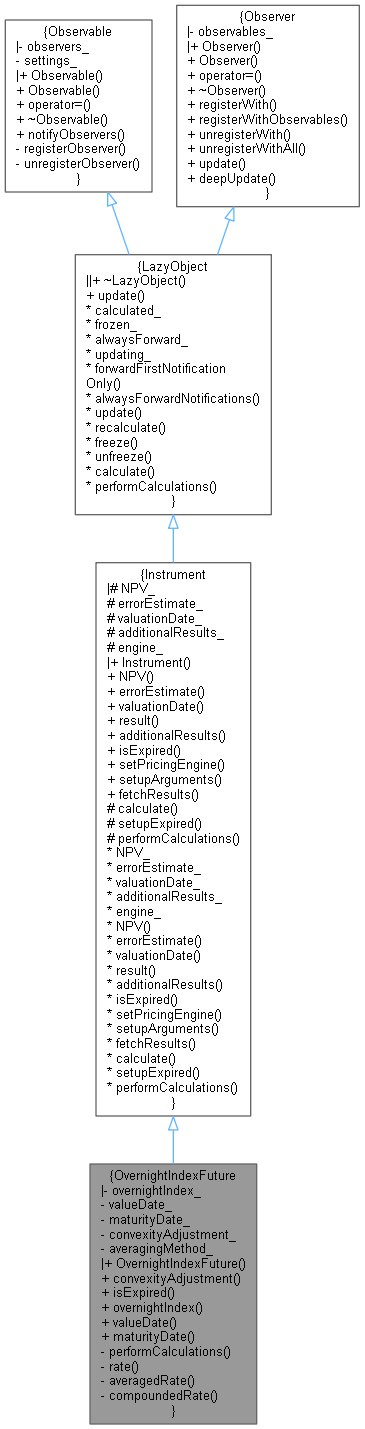 {Observable
|- observers_
- settings_
|+ Observable()
+ Observable()
+ operator=()
+ ~Observable()
+ notifyObservers()
- registerObserver()
- unregisterObserver()
}
{Observer
|- observables_
|+ Observer()
+ Observer()
+ operator=()
+ ~Observer()
+ registerWith()
+ registerWithObservables()
+ unregisterWith()
+ unregisterWithAll()
+ update()
+ deepUpdate()
}
{LazyObject
||+ ~LazyObject()
+ update()
* calculated_
* frozen_
* alwaysForward_
* updating_
* forwardFirstNotification
Only()
* alwaysForwardNotifications()
* update()
* recalculate()
* freeze()
* unfreeze()
* calculate()
* performCalculations()
}
{Instrument
|# NPV_
# errorEstimate_
# valuationDate_
# additionalResults_
# engine_
|+ Instrument()
+ NPV()
+ errorEstimate()
+ valuationDate()
+ result()
+ additionalResults()
+ isExpired()
+ setPricingEngine()
+ setupArguments()
+ fetchResults()
# calculate()
# setupExpired()
# performCalculations()
* NPV_
* errorEstimate_
* valuationDate_
* additionalResults_
* engine_
* NPV()
* errorEstimate()
* valuationDate()
* result()
* additionalResults()
* isExpired()
* setPricingEngine()
* setupArguments()
* fetchResults()
* calculate()
* setupExpired()
* performCalculations()
}
{OvernightIndexFuture
|- overnightIndex_
- valueDate_
- maturityDate_
- convexityAdjustment_
- averagingMethod_
|+ OvernightIndexFuture()
+ convexityAdjustment()
+ isExpired()
+ overnightIndex()
+ valueDate()
+ maturityDate()
- performCalculations()
- rate()
- averagedRate()
- compoundedRate()
}